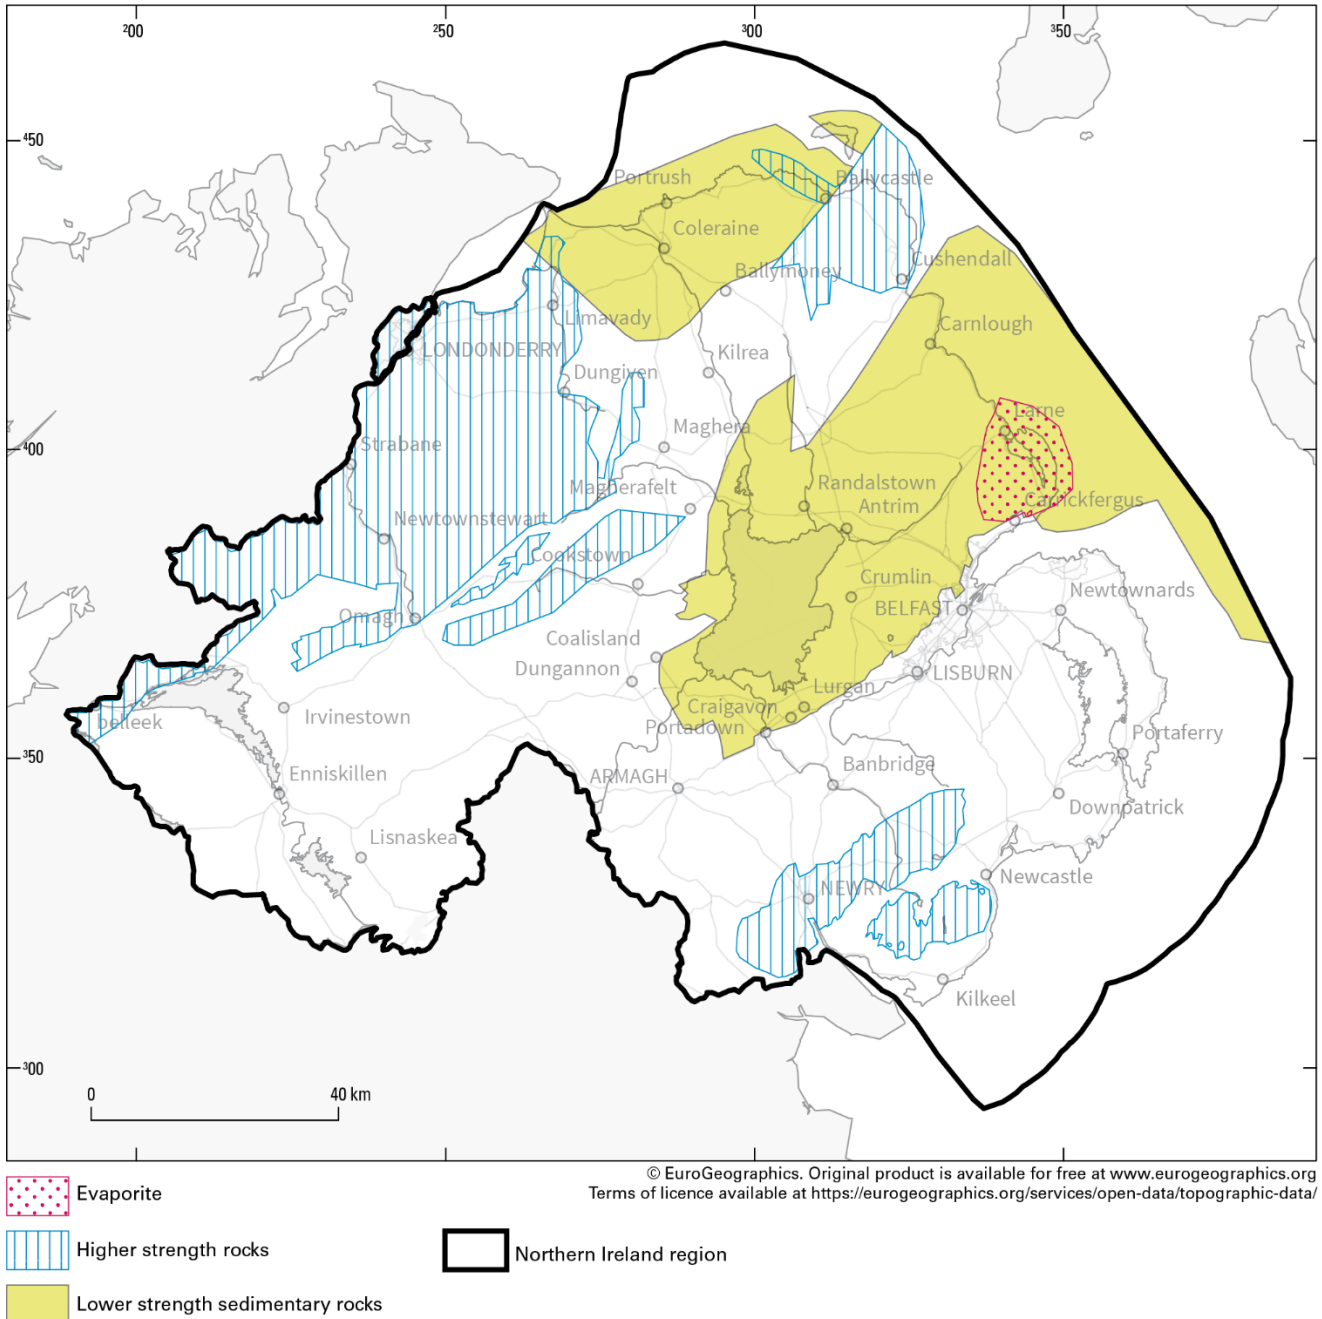 200 250 300 350
450
Portrush
Ballycastle
Coleraine
Ballymoney
Cushendall
Limavady
Carnlough
LONDONDERRY
Kilrea
Dungiven
Larne
Maghera
400
Strabane
Randalstown
Magherafelt
Carrickfergus
Antrim
Newtownstewart
Cookstown
Crumlin
Newtownards
BELFAST
Omagh
Coalisland
Dungannon
LISBURN
Lurgan
Craigavon
Irvinestown
belleek
Portadown
Portaferry
350
Banbridge
Enniskillen
ARMAGH
Downpatrick
Lisnaskea
Newcastle
NEWRY
Kilkeel
300
0 40 km
© EuroGeographics. Original product is available for free at www.eurogeographics.org
Terms of licence available at https://eurogeographics.org/services/open-data/topographic-data/
Evaporite
Higher strength rocks
Northern Ireland region
Lower strength sedimentary rocks